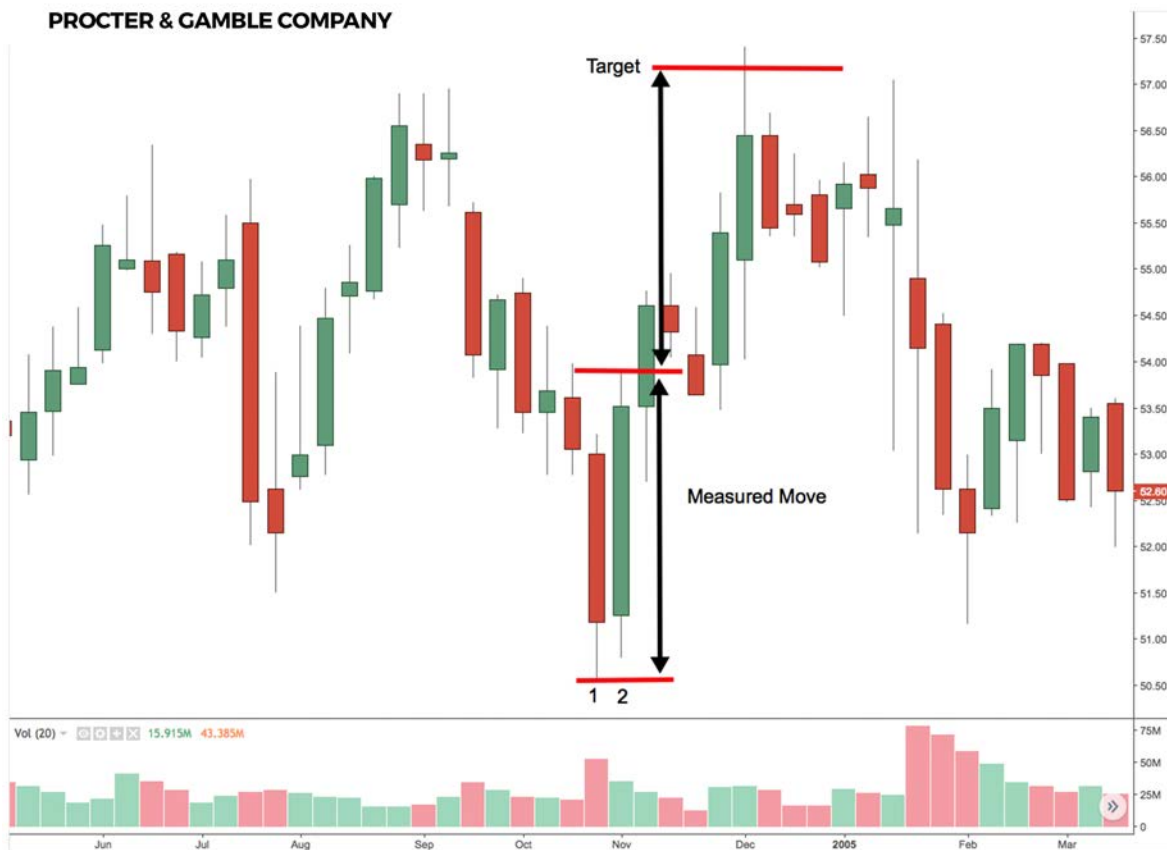 PROCTER & GAMBLE COMPANY
57.50
Target
57.00
56.50
56.00
55.50
55.00
54.50
54.00
53.50
53.00
52.60
52.50
Measured Move
52.00
51.50
51.00
50.50
1 2
Vol (20) 15.915M 43.385M
75M
50M
25M
0
Jun Jul Aug Sep Oct Nov Dec 2005 Feb Mar